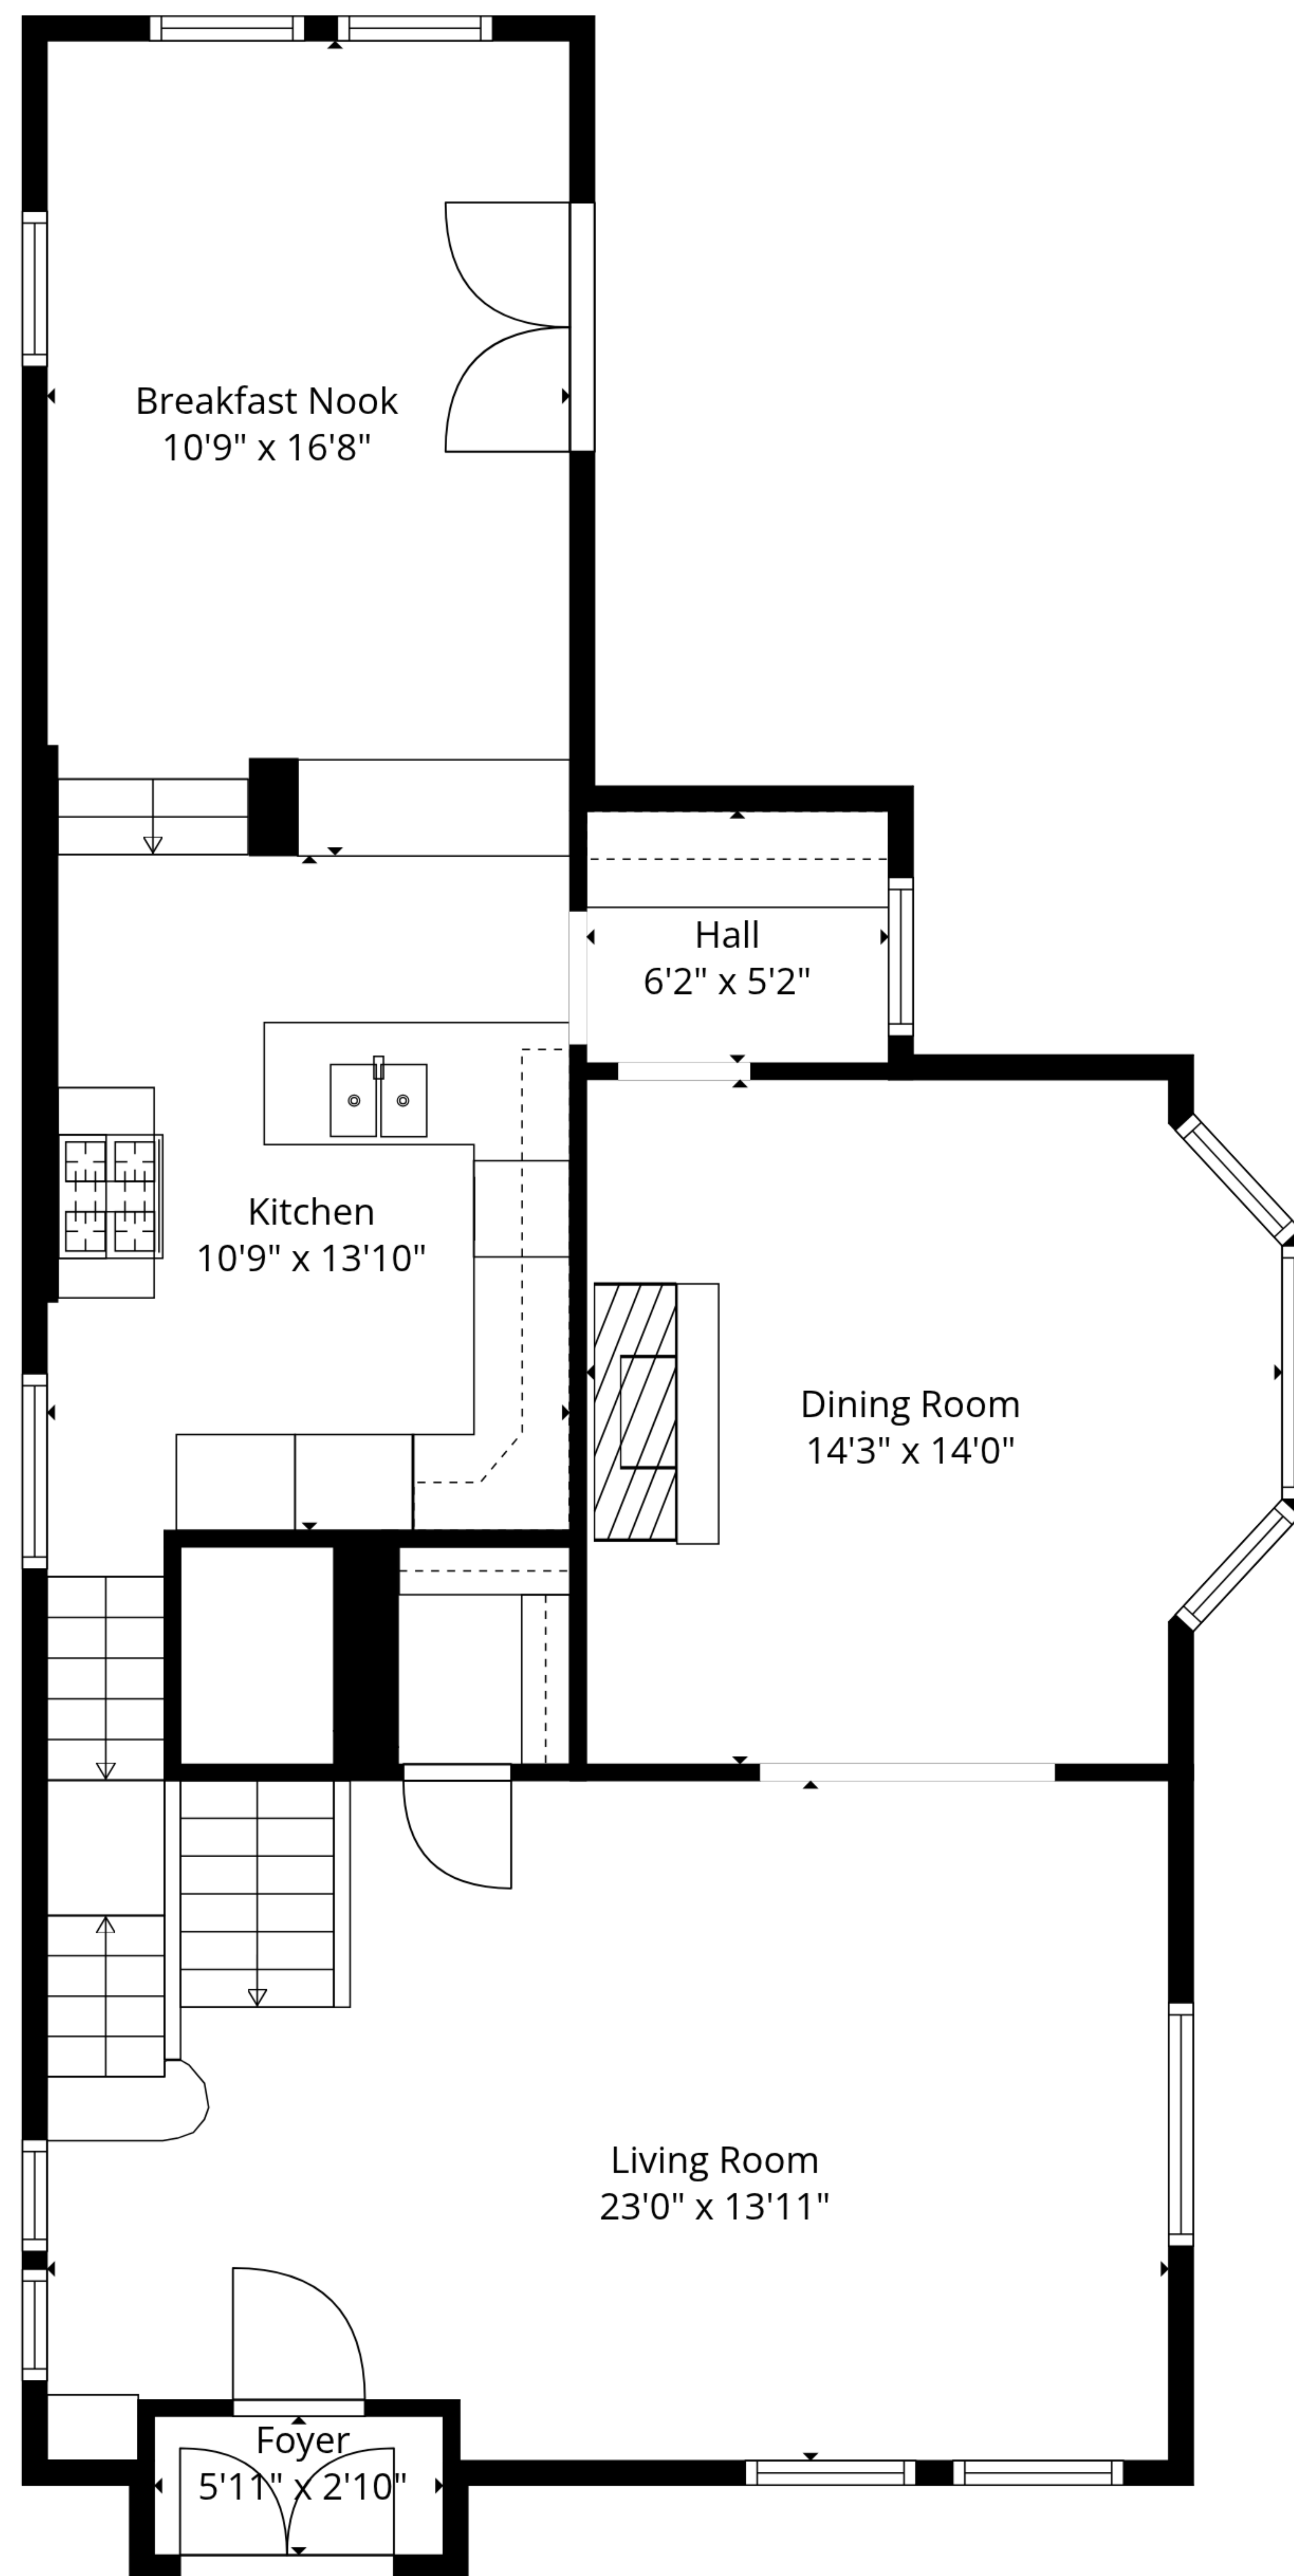 Breakfast Nook
10'9" x 16'8"
Hall
6'2" x 5'2"
Kitchen
10'9" x 13'10"
Dining Room
14'3" x 14'0"
Living Room
23'0" x 13'11"
Foyer
5'11" x 2'10"